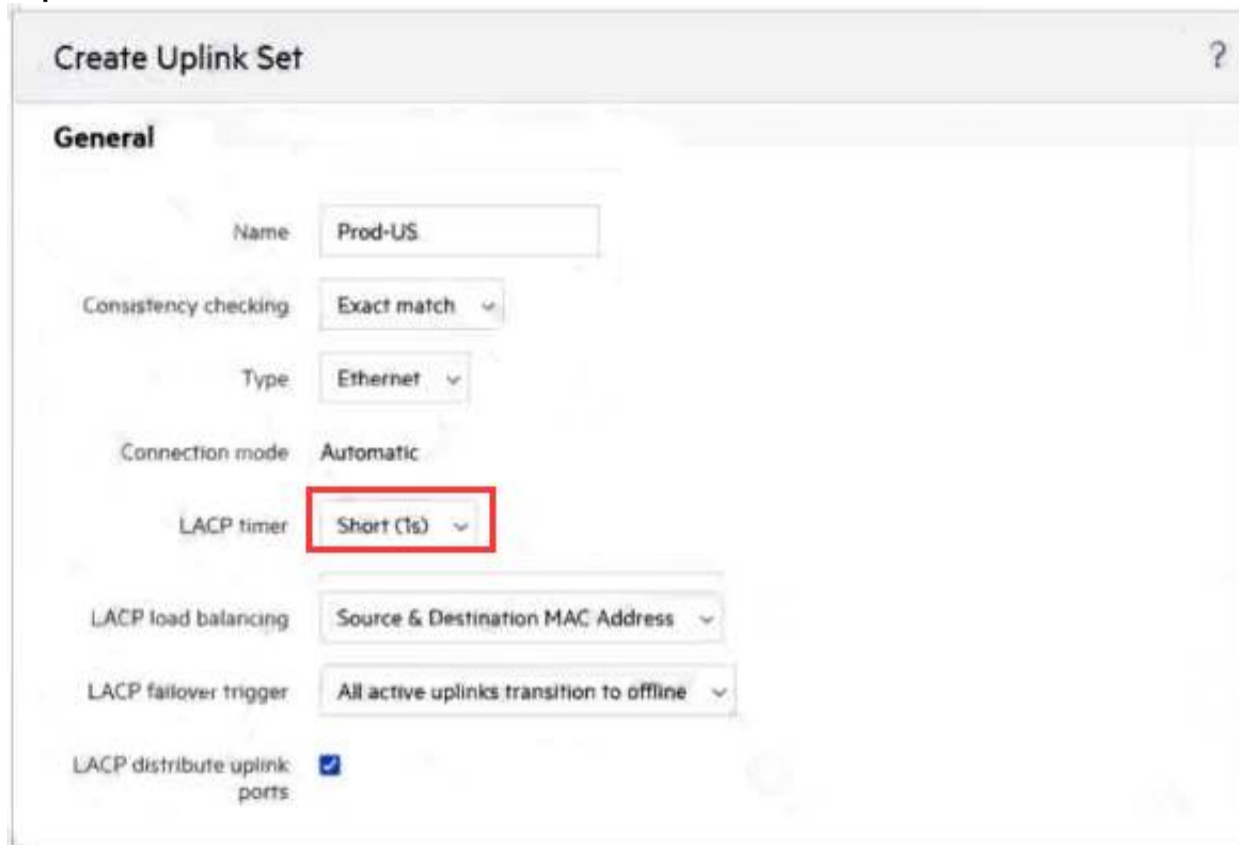 Create Uplink Set ?
General
Name Prod-US
Consistency checking Exact match
Type Ethernet
Connection mode Automatic
LACP timer Short (1s)
LACP load balancing Source & Destination MAC Address
LACP failover trigger All active uplinks transition to offline
LACP distribute uplink
ports